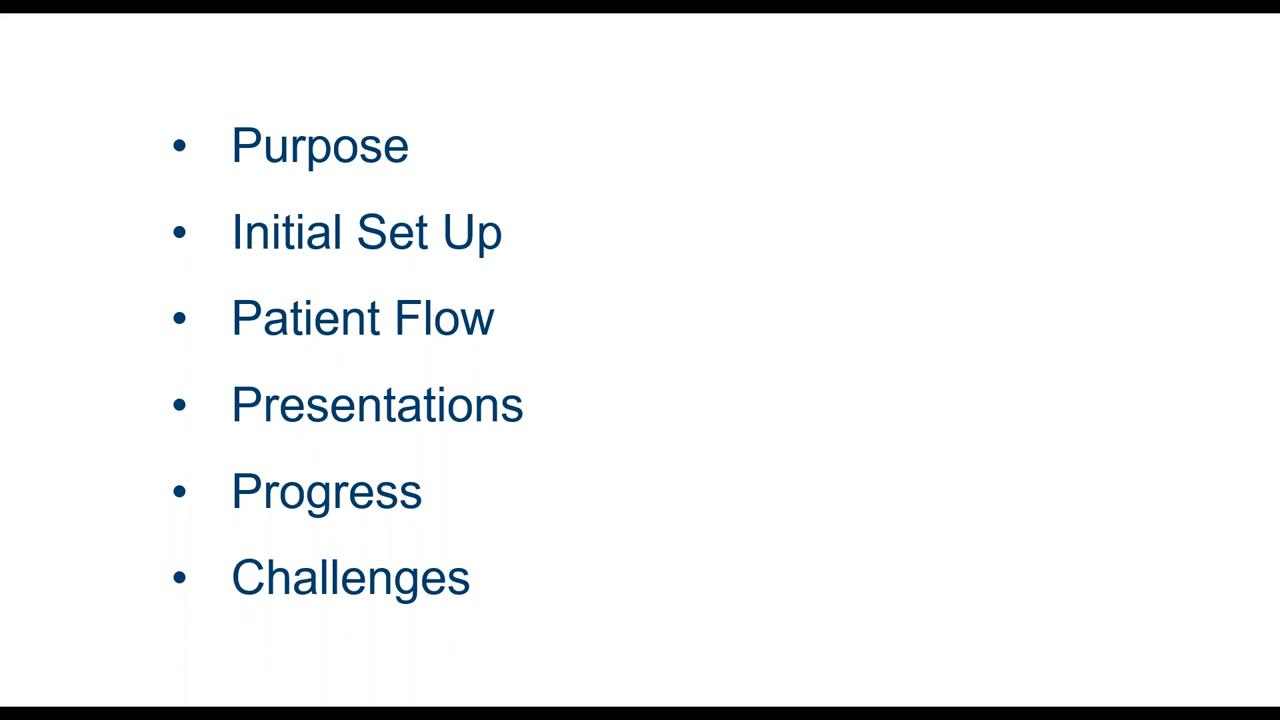 • Purpose
• Initial Set Up
• Patient Flow
• Presentations
• Progress
• Challenges